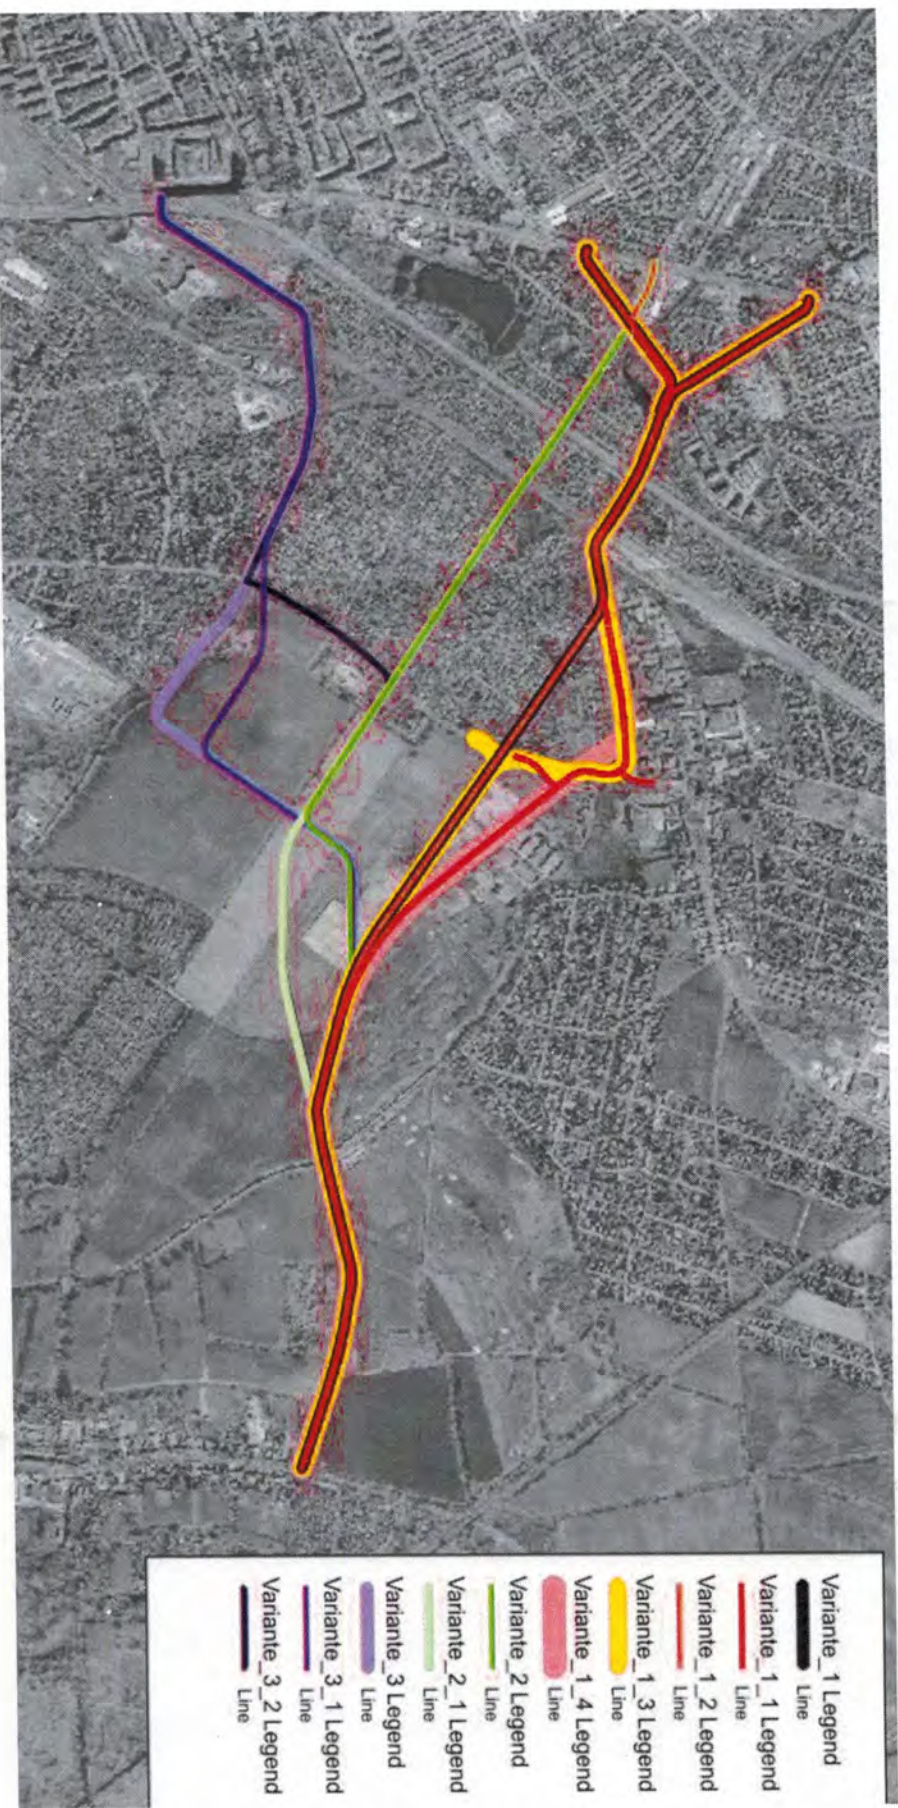 Variante_1 Legend
Line
Variante_1_1 Legend
Line
Variante_1_2 Legend
Line
Variante_1_3 Legend
Line
Variante_1_4 Legend
Line
Variante_2 Legend
Line
Variante_2_1 Legend
Line
Variante_3 Legend
Line
Variante_3_1 Legend
Line
Variante_3_2 Legend
Line